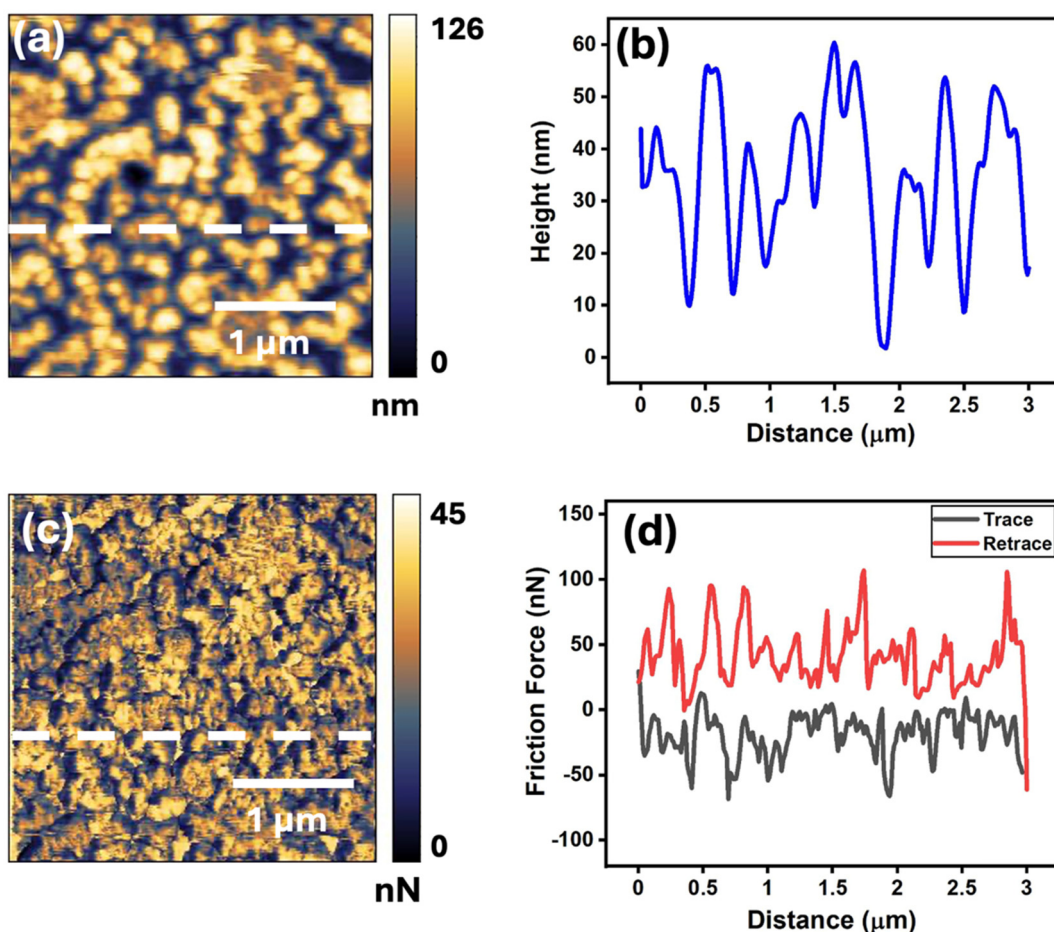 (a)
126
1 µm
0
nm
(b)
60
50
40
30
20
10
0
Height (nm)
0 0.5 1 1.5 2 2.5 3
Distance (µm)
(c)
45
1 µm
0
nN
(d)
Trace
Retrace
150
100
50
0
-50
-100
Friction Force (nN)
0 0.5 1 1.5 2 2.5 3
Distance (µm)